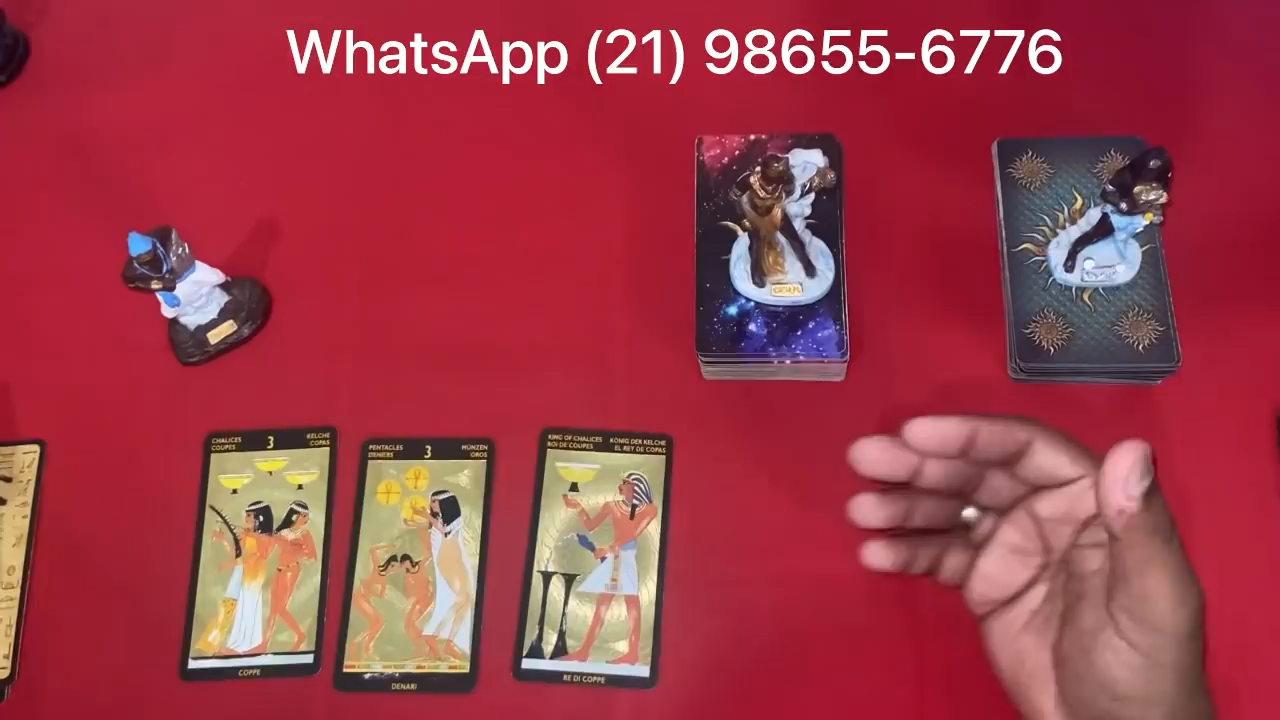 WhatsApp (21) 98655-6776
CHALICES
COUPES
3
KELCHE
COPAS
COPPE
PENTACLES
DENIERS
3
MÜNZEN
OROS
DENARI
KING OF CHALICES
ROI DE COUPES
KÖNIG DER KELCHE
EL REY DE COPAS
RE DI COPPE